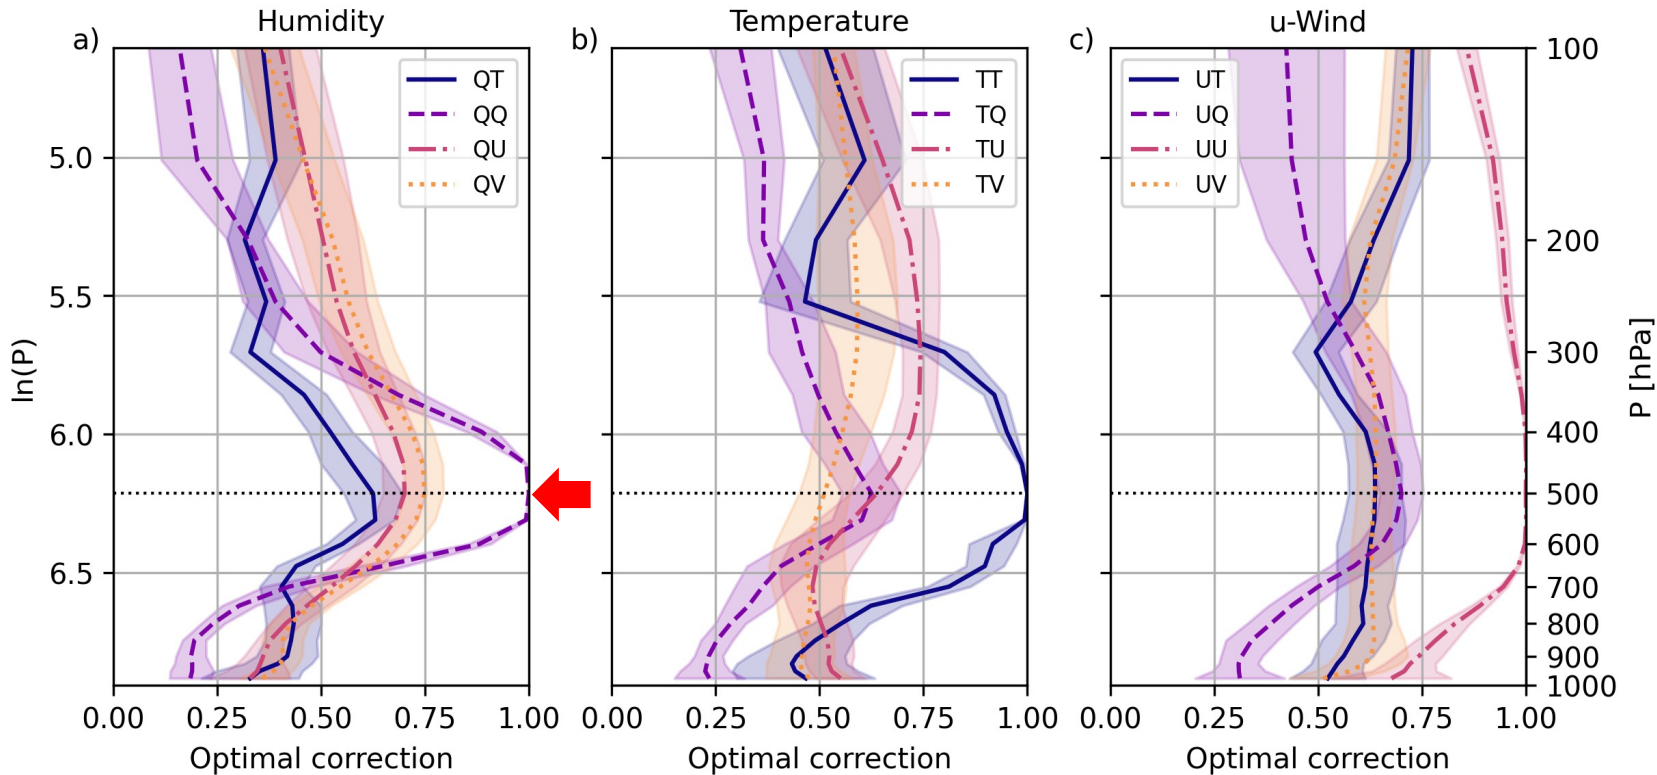 a) Humidity
b) Temperature
c) u-Wind
QT
QQ
QU
QV
TT
TQ
TU
TV
UT
UQ
UU
UV
ln(P)
5.0
5.5
6.0
6.5
100
200
300
400
500
600
700
800
900
1000
P [hPa]
0.00 0.25 0.50 0.75 1.00
0.00 0.25 0.50 0.75 1.00
0.00 0.25 0.50 0.75 1.00
Optimal correction
Optimal correction
Optimal correction